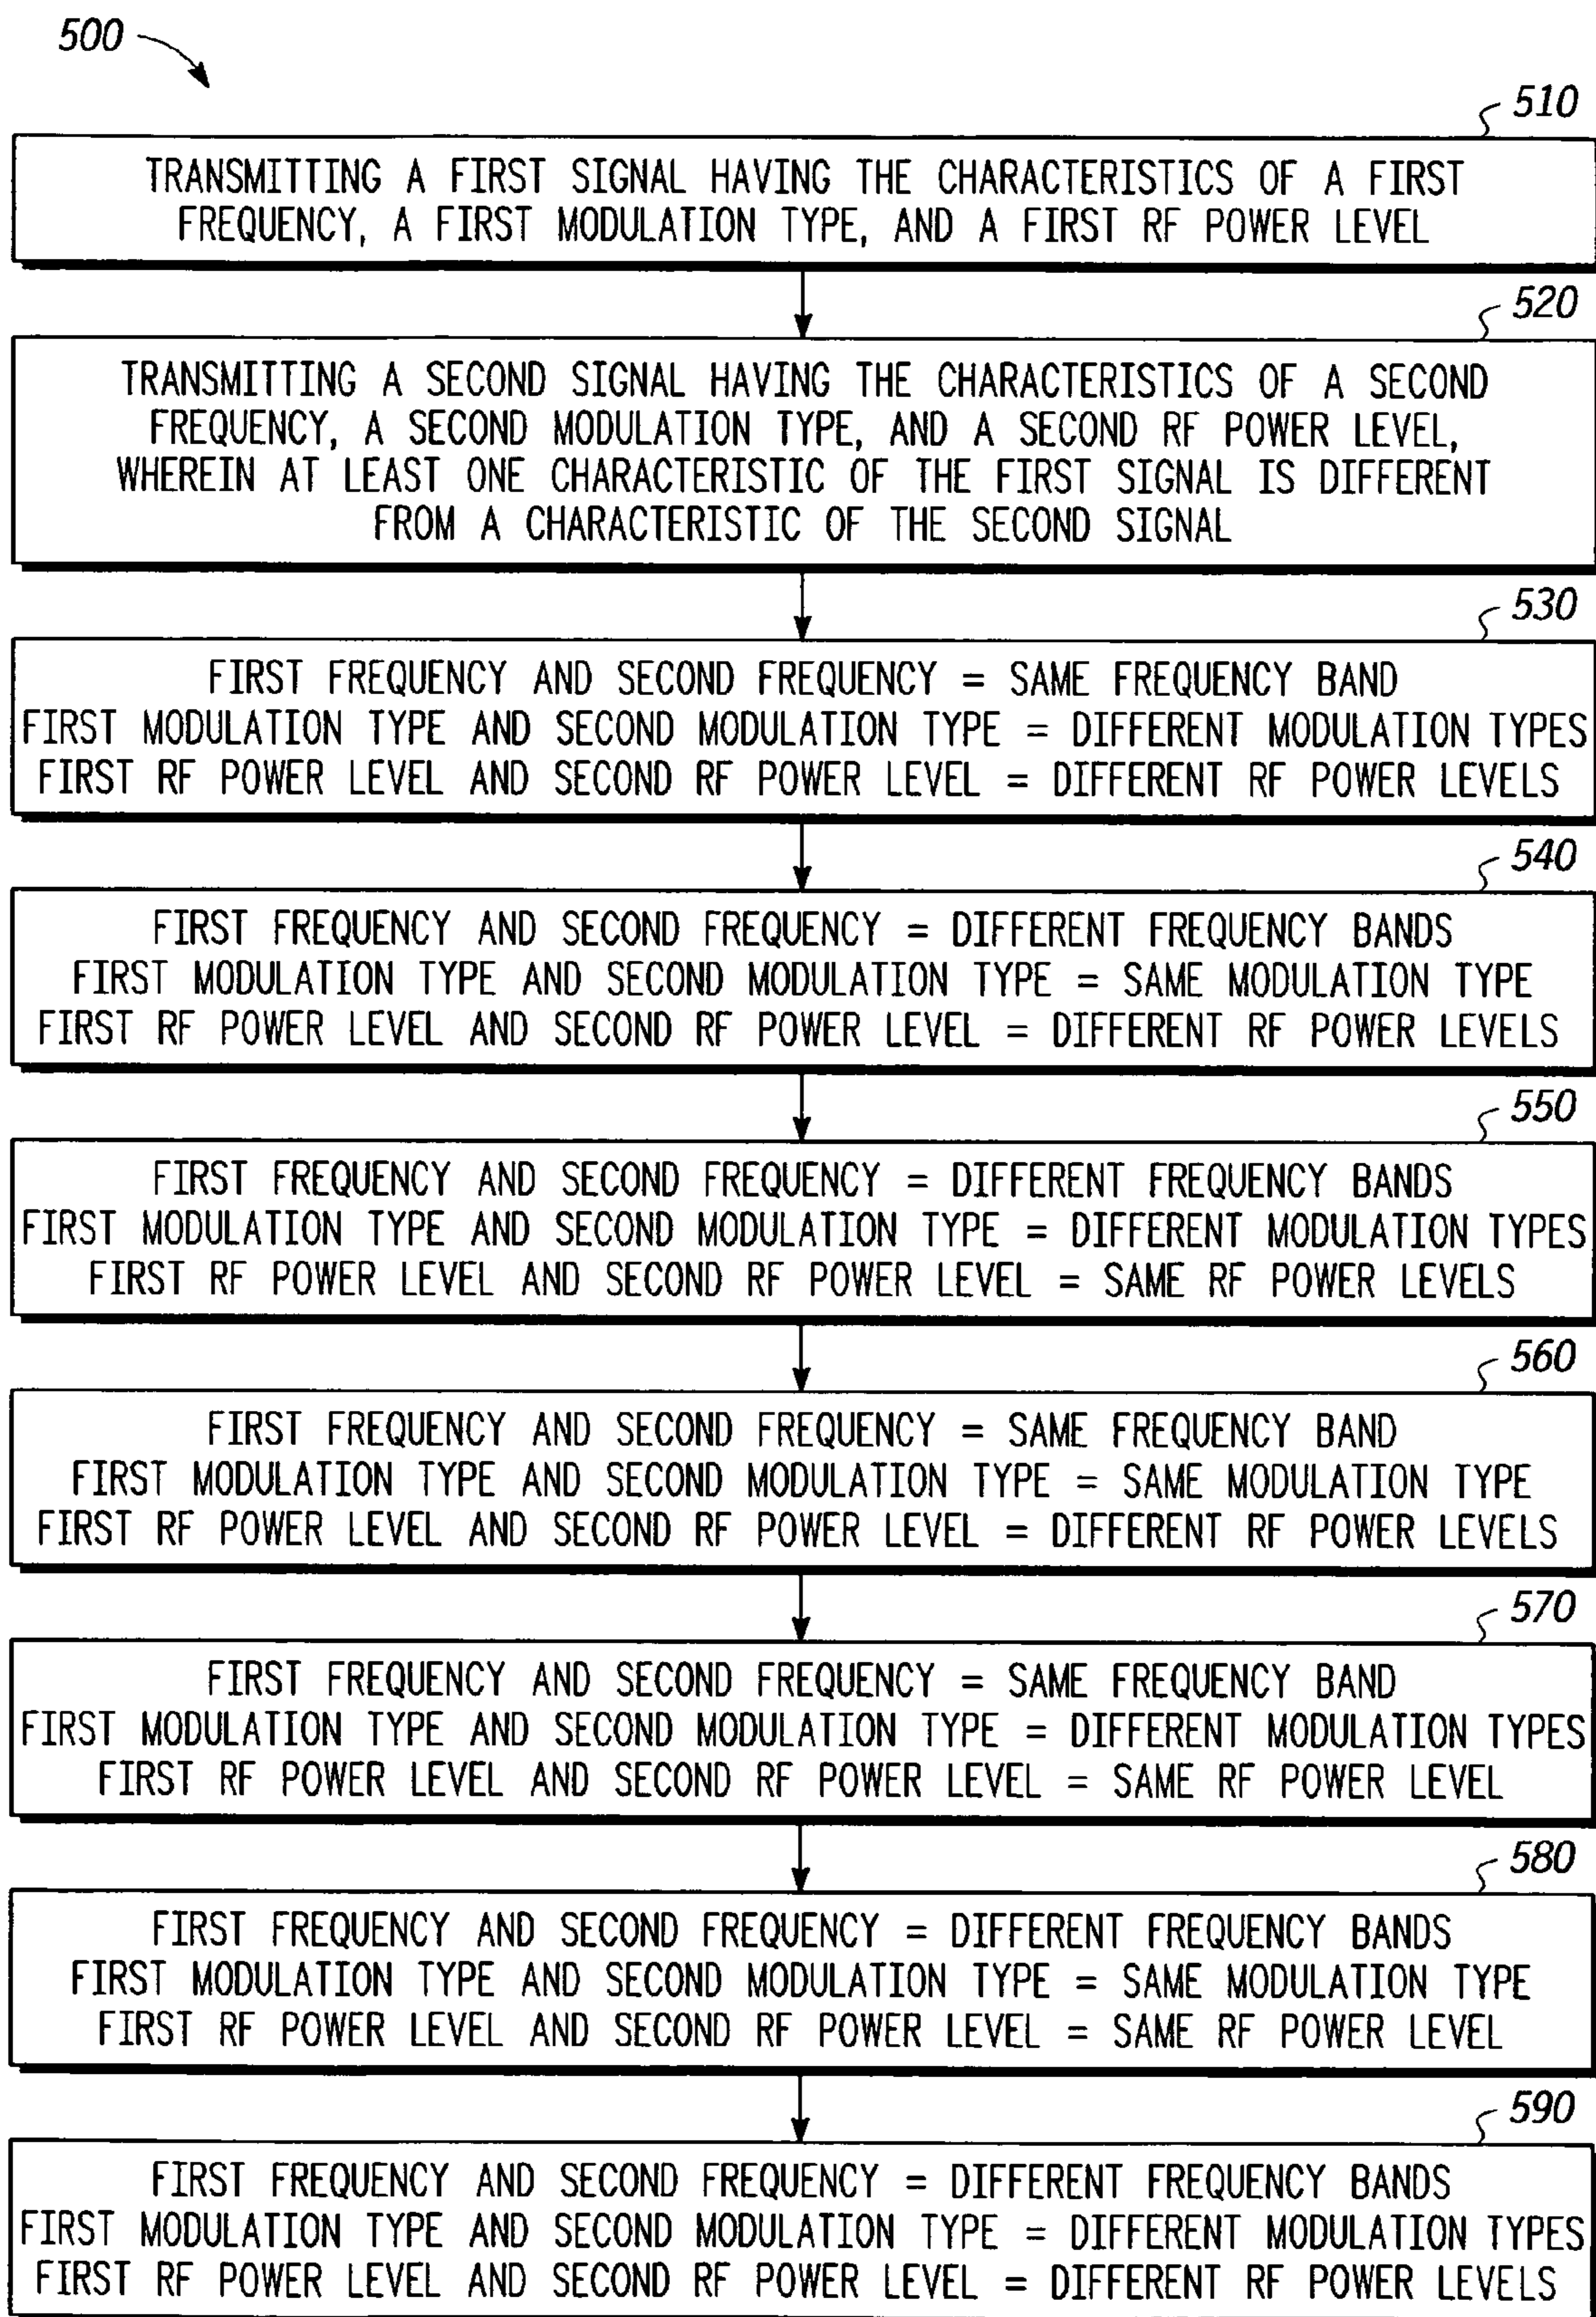 500
510
TRANSMITTING A FIRST SIGNAL HAVING THE CHARACTERISTICS OF A FIRST
FREQUENCY, A FIRST MODULATION TYPE, AND A FIRST RF POWER LEVEL
520
TRANSMITTING A SECOND SIGNAL HAVING THE CHARACTERISTICS OF A SECOND
FREQUENCY, A SECOND MODULATION TYPE, AND A SECOND RF POWER LEVEL,
WHEREIN AT LEAST ONE CHARACTERISTIC OF THE FIRST SIGNAL IS DIFFERENT
FROM A CHARACTERISTIC OF THE SECOND SIGNAL
530
FIRST FREQUENCY AND SECOND FREQUENCY = SAME FREQUENCY BAND
FIRST MODULATION TYPE AND SECOND MODULATION TYPE = DIFFERENT MODULATION TYPES
FIRST RF POWER LEVEL AND SECOND RF POWER LEVEL = DIFFERENT RF POWER LEVELS
540
FIRST FREQUENCY AND SECOND FREQUENCY = DIFFERENT FREQUENCY BANDS
FIRST MODULATION TYPE AND SECOND MODULATION TYPE = SAME MODULATION TYPE
FIRST RF POWER LEVEL AND SECOND RF POWER LEVEL = DIFFERENT RF POWER LEVELS
550
FIRST FREQUENCY AND SECOND FREQUENCY = DIFFERENT FREQUENCY BANDS
FIRST MODULATION TYPE AND SECOND MODULATION TYPE = DIFFERENT MODULATION TYPES
FIRST RF POWER LEVEL AND SECOND RF POWER LEVEL = SAME RF POWER LEVELS
560
FIRST FREQUENCY AND SECOND FREQUENCY = SAME FREQUENCY BAND
FIRST MODULATION TYPE AND SECOND MODULATION TYPE = SAME MODULATION TYPE
FIRST RF POWER LEVEL AND SECOND RF POWER LEVEL = DIFFERENT RF POWER LEVELS
570
FIRST FREQUENCY AND SECOND FREQUENCY = SAME FREQUENCY BAND
FIRST MODULATION TYPE AND SECOND MODULATION TYPE = DIFFERENT MODULATION TYPES
FIRST RF POWER LEVEL AND SECOND RF POWER LEVEL = SAME RF POWER LEVEL
580
FIRST FREQUENCY AND SECOND FREQUENCY = DIFFERENT FREQUENCY BANDS
FIRST MODULATION TYPE AND SECOND MODULATION TYPE = SAME MODULATION TYPE
FIRST RF POWER LEVEL AND SECOND RF POWER LEVEL = SAME RF POWER LEVEL
590
FIRST FREQUENCY AND SECOND FREQUENCY = DIFFERENT FREQUENCY BANDS
FIRST MODULATION TYPE AND SECOND MODULATION TYPE = DIFFERENT MODULATION TYPES
FIRST RF POWER LEVEL AND SECOND RF POWER LEVEL = DIFFERENT RF POWER LEVELS